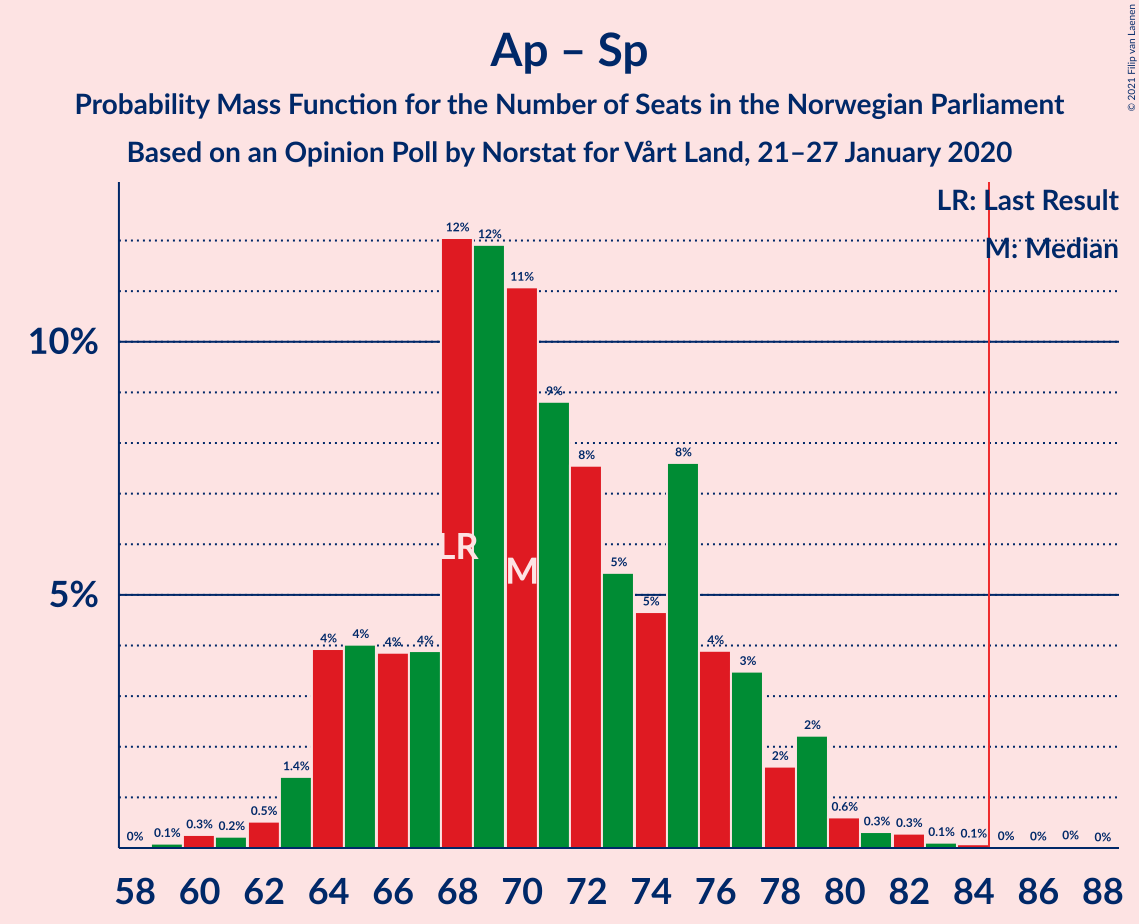 Ap – Sp
Probability Mass Function for the Number of Seats in the Norwegian Parliament
Based on an Opinion Poll by Norstat for Vårt Land, 21–27 January 2020
© 2021 Filip van Laenen
LR: Last Result
M: Median
10%
5%
0% 0.1% 0.3% 0.2% 0.5% 1.4% 4% 4% 4% 4% 12% 12% 11% 9% 8% 5% 5% 8% 4% 3% 2% 2% 0.6% 0.3% 0.3% 0.1% 0.1% 0% 0% 0% 0%
LR
M
58 60 62 64 66 68 70 72 74 76 78 80 82 84 86 88